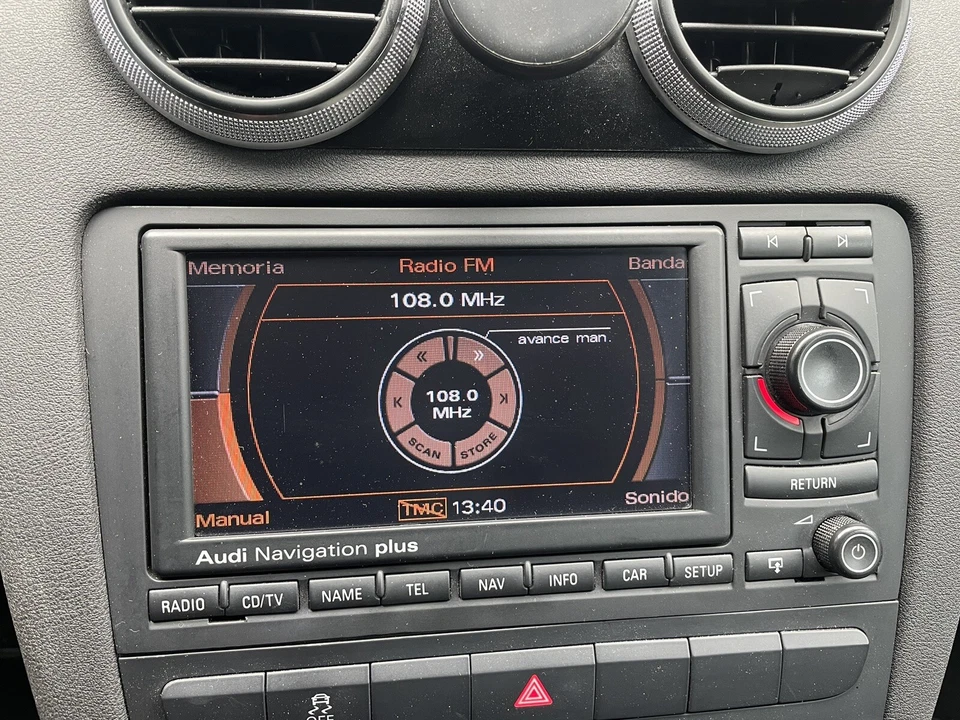 Memoria
Radio FM
Banda
108.0 MHz
avance man.
108.0
MHz
SCAN
STORE
Manual
TMC 13:40
Sonido
RETURN
Audi Navigation plus
RADIO
CD/TV
NAME
TEL
NAV
INFO
CAR
SETUP
OFF